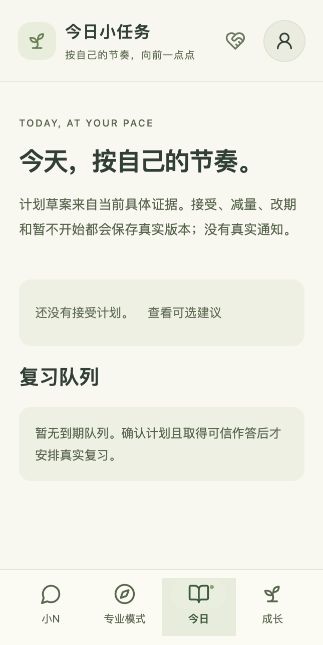 今日小任务
按自己的节奏，向前一点点
TODAY, AT YOUR PACE
今天，按自己的节奏。
计划草案来自当前具体证据。接受、减量、改期
和暂不开始都会保存真实版本；没有真实通知。
还没有接受计划。 查看可选建议
复习队列
暂无到期队列。确认计划且取得可信作答后才
安排真实复习。
小N 专业模式 今日 成长